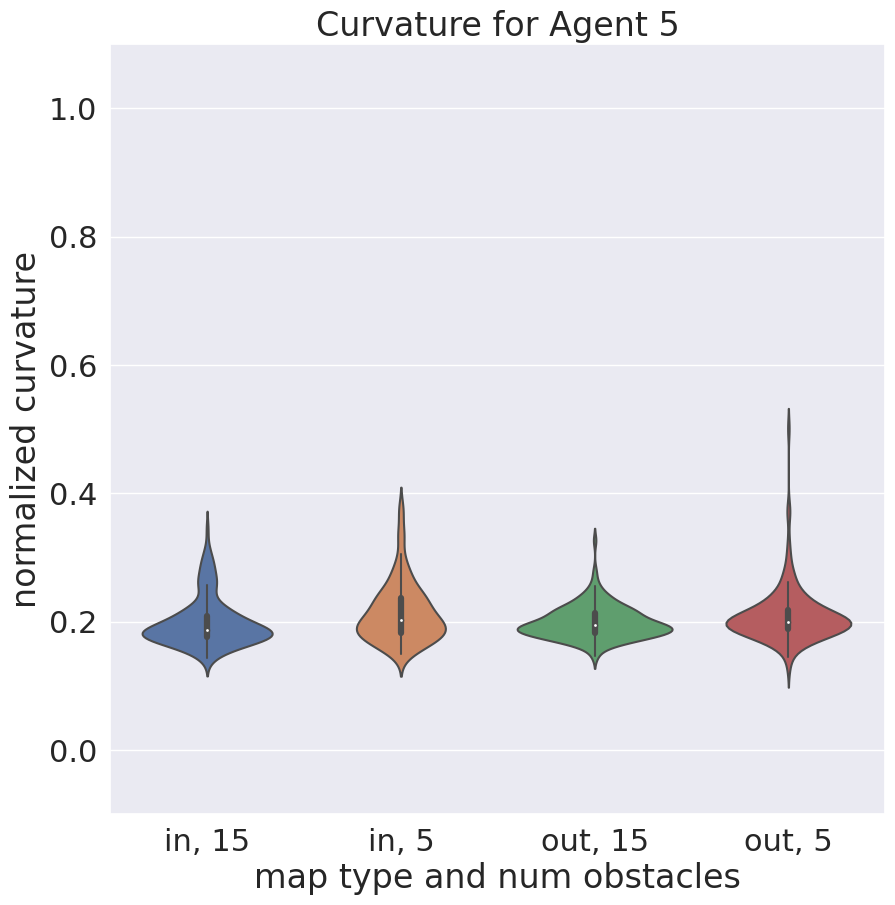 Curvature for Agent 5
1.0
0.8
0.6
0.4
0.2
0.0
normalized curvature
in, 15
in, 5
out, 15
out, 5
map type and num obstacles